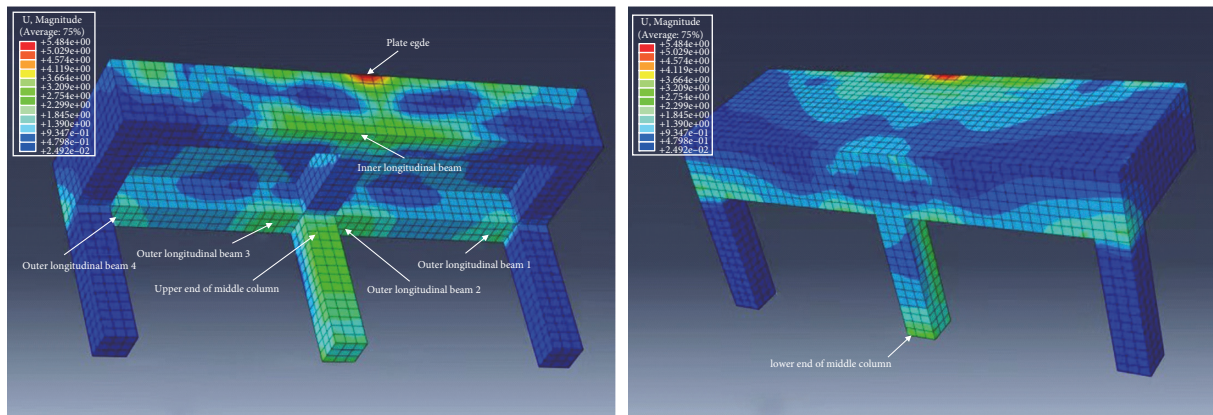 U, Magnitude
(Average: 75%)
+5.484e+00
+5.029e+00
+4.574e+00
+4.119e+00
+3.664e+00
+3.209e+00
+2.754e+00
+2.299e+00
+1.845e+00
+1.390e+00
+9.347e-01
+4.798e-01
+2.492e-02
Plate egde
Inner longitudinal beam
Outer longitudinal beam 4
Outer longitudinal beam 3
Upper end of middle column
Outer longitudinal beam 2
Outer longitudinal beam 1
U, Magnitude
(Average: 75%)
+5.484e+00
+5.029e+00
+4.574e+00
+4.119e+00
+3.664e+00
+3.209e+00
+2.754e+00
+2.299e+00
+1.845e+00
+1.390e+00
+9.347e-01
+4.798e-01
+2.492e-02
lower end of middle column